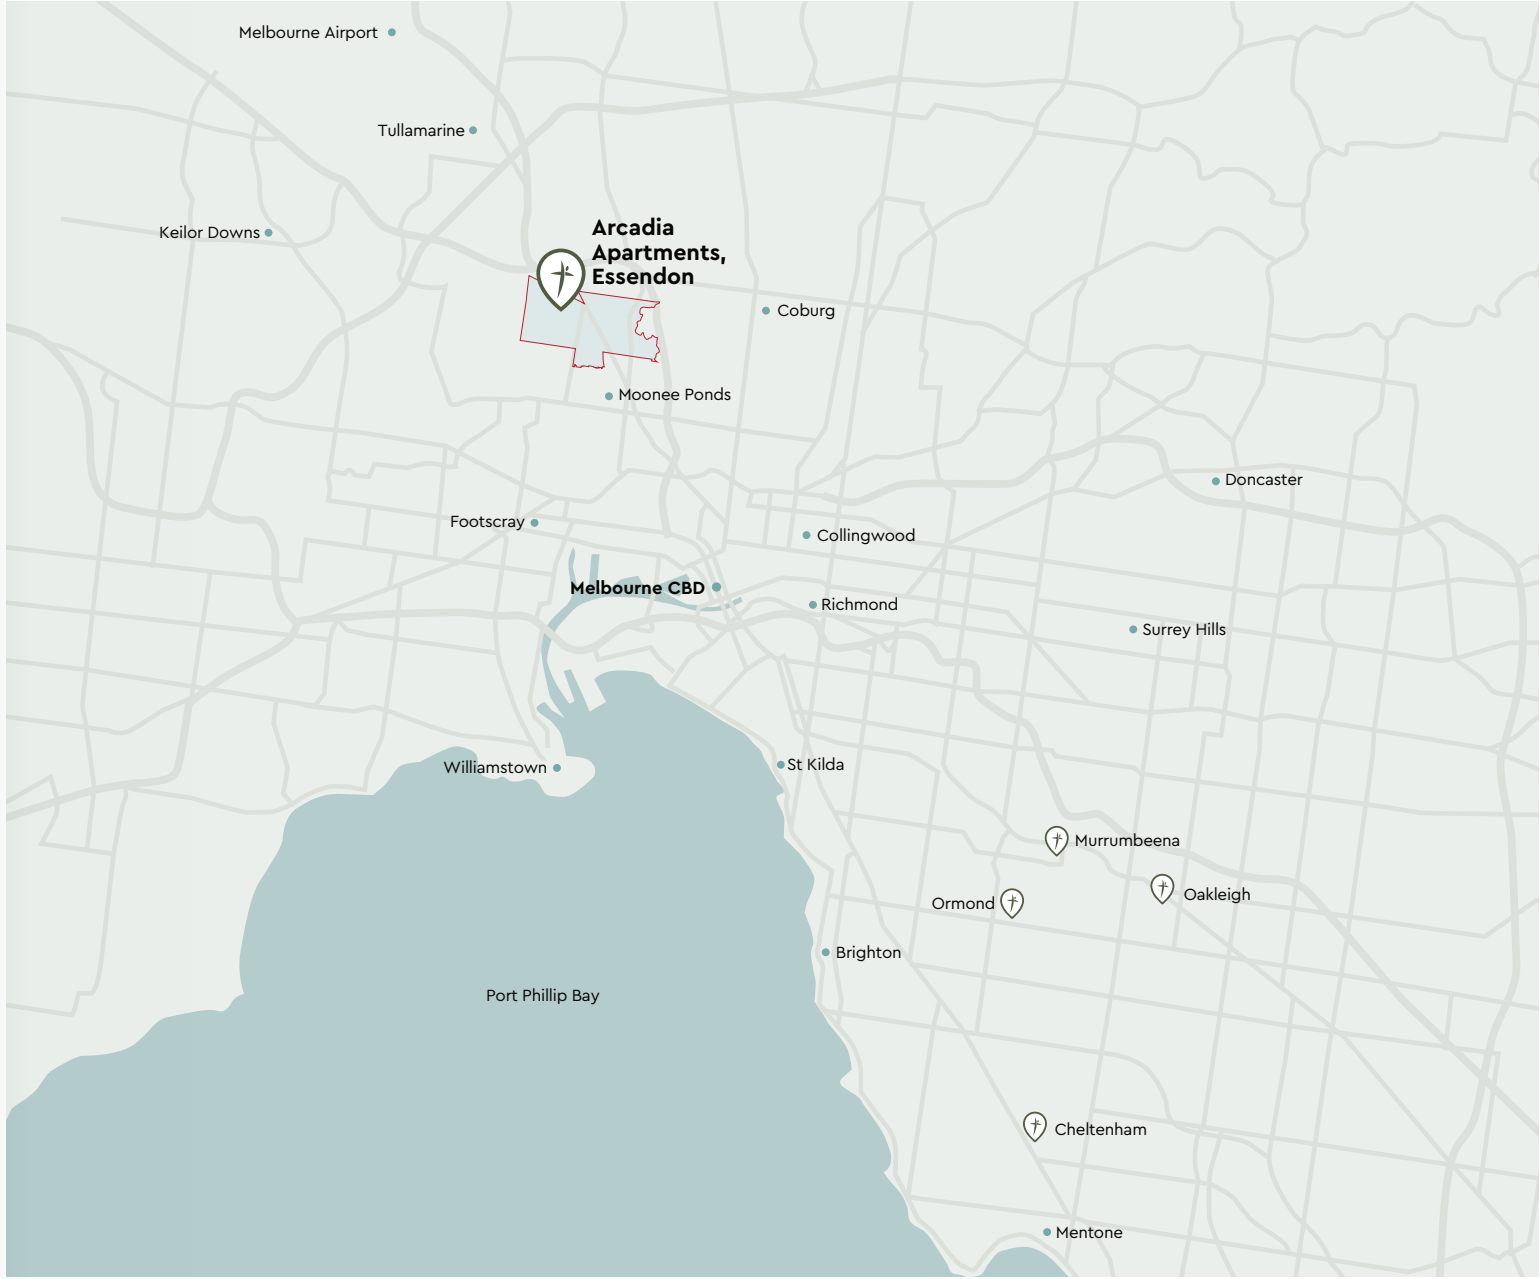 Melbourne Airport
Tullamarine
Arcadia
Apartments,
Essendon
Keilor Downs
Coburg
Moonee Ponds
Doncaster
Footscray
Collingwood
Melbourne CBD
Richmond
Surrey Hills
St Kilda
Williamstown
Murrumbeena
Oakleigh
Ormond
Brighton
Port Phillip Bay
Cheltenham
Mentone